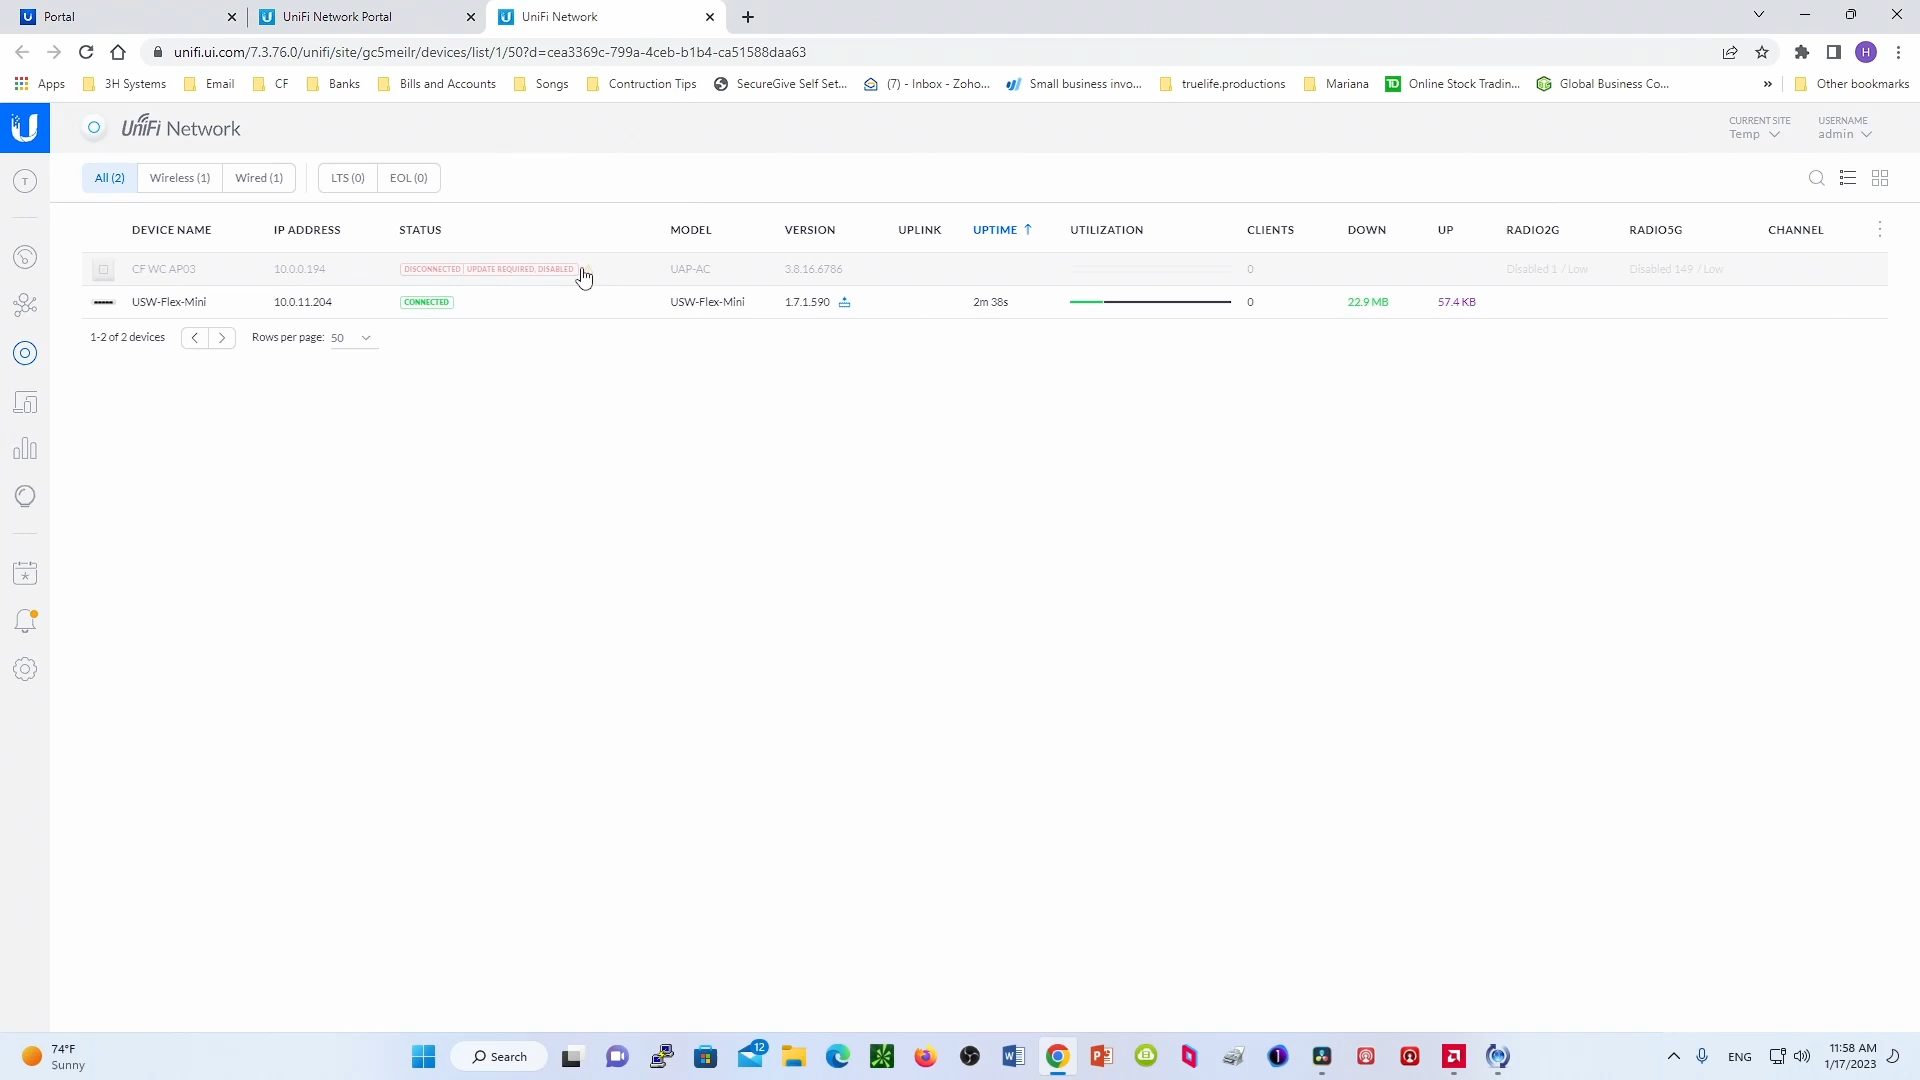 Portal
UniFi Network Portal
UniFi Network
unifi.ui.com/7.3.76.0/unifi/site/gc5meilr/devices/list/1/50?d=cea3369c-799a-4ceb-b1b4-ca51588daa63
H
Apps 3H Systems Email CF Banks Bills and Accounts Songs Contruction Tips SecureGive Self Set... (7) - Inbox - Zoho... Small business invo... truelife.productions Mariana TD Online Stock Tradin... Global Business Co... » Other bookmarks
UniFi Network
CURRENT SITE
Temp
USERNAME
admin
T
All (2) Wireless (1) Wired (1) LTS (0) EOL (0)
DEVICE NAME IP ADDRESS STATUS MODEL VERSION UPLINK UPTIME ↑ UTILIZATION CLIENTS DOWN UP RADIO2G RADIO5G CHANNEL
CF WC AP03 10.0.0.194 DISCONNECTED UPDATE REQUIRED, DISABLED UAP-AC 3.8.16.6786 0 Disabled 1 / Low Disabled 149 / Low
USW-Flex-Mini 10.0.11.204 CONNECTED USW-Flex-Mini 1.7.1.590 2m 38s 0 22.9 MB 57.4 KB
1-2 of 2 devices Rows per page: 50
74°F
Sunny
Search
12
ENG
11:58 AM
1/17/2023